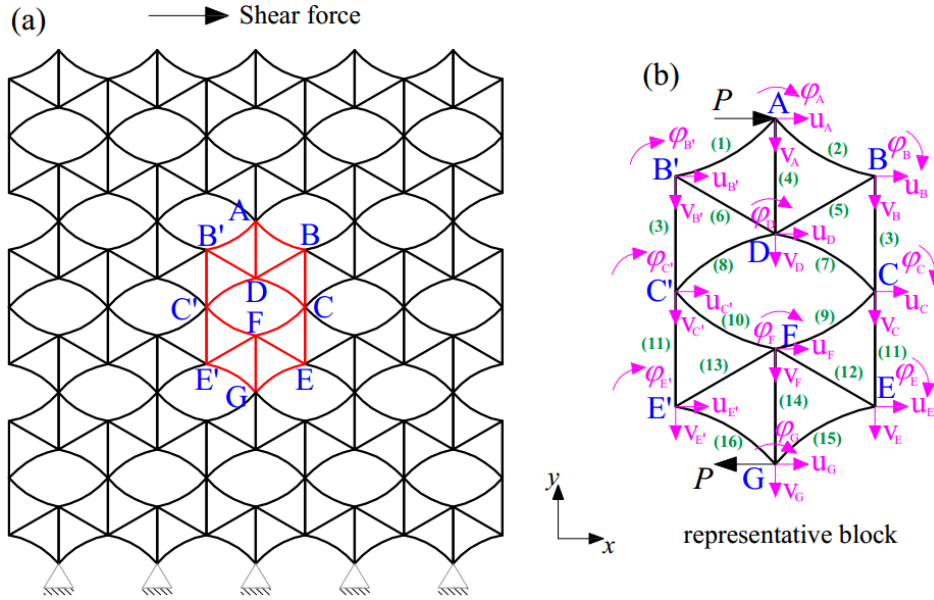 (a)
Shear force
A
B'
B
C'
D
C
F
E'
E
G
(b)
φA
P
A
uA
(1)
(2)
φB'
φB
vA
B'
uB'
(4)
B
uB
vB'
φD
vB
(3)
(6)
(5)
(3)
D
uD
φC'
(8)
vD
(7)
φC
C'
uC'
C
uC
vC'
(10)
φF
(9)
vC
F
uF
(11)
(11)
φE'
(13)
vF
(12)
φE
E'
uE'
(14)
E
uE
vE'
φG
vE
(16)
(15)
P
G
uG
vG
y
x
representative block